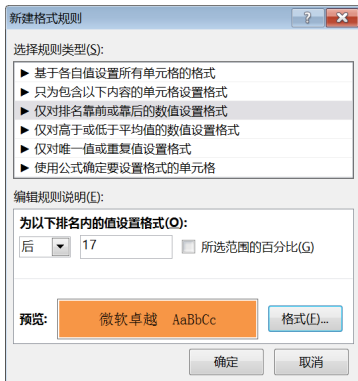 新建格式规则
选择规则类型(S):
► 基于各自值设置所有单元格的格式
► 只为包含以下内容的单元格设置格式
► 仅对排名靠前或靠后的数值设置格式
► 仅对高于或低于平均值的数值设置格式
► 仅对唯一值或重复值设置格式
► 使用公式确定要设置格式的单元格
编辑规则说明(E):
为以下排名内的值设置格式(O):
后 17 所选范围的百分比(G)
预览: 微软卓越 AaBbCc 格式(F)...
确定 取消